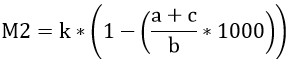 M2 = k * (1 − ((a + c)/b * 1000))